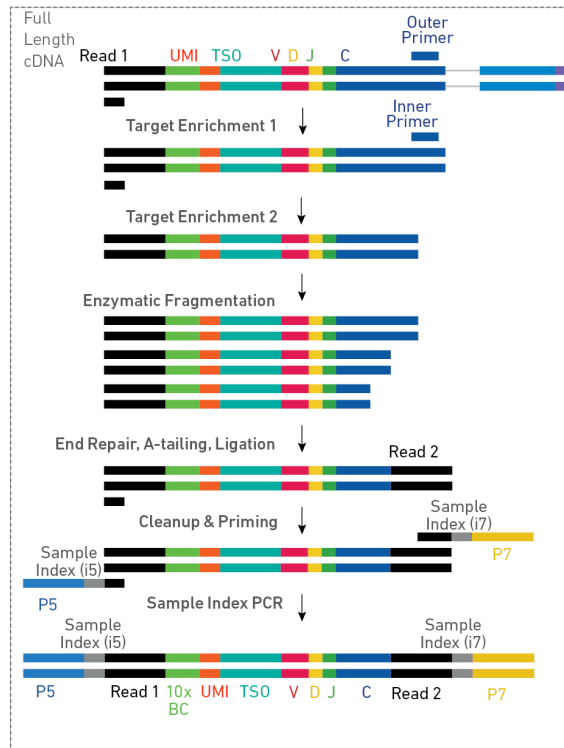 Full
Length
cDNA
Outer
Primer
Read 1 UMI TSO V D J C
Target Enrichment 1
Inner
Primer
Target Enrichment 2
Enzymatic Fragmentation
End Repair, A-tailing, Ligation
Read 2
Cleanup & Priming
Sample
Index (i7)
P7
Sample
Index (i5)
P5
Sample Index PCR
Sample
Index (i5)
Sample
Index (i7)
P5 Read 1 10x UMI TSO V D J C Read 2 P7
BC